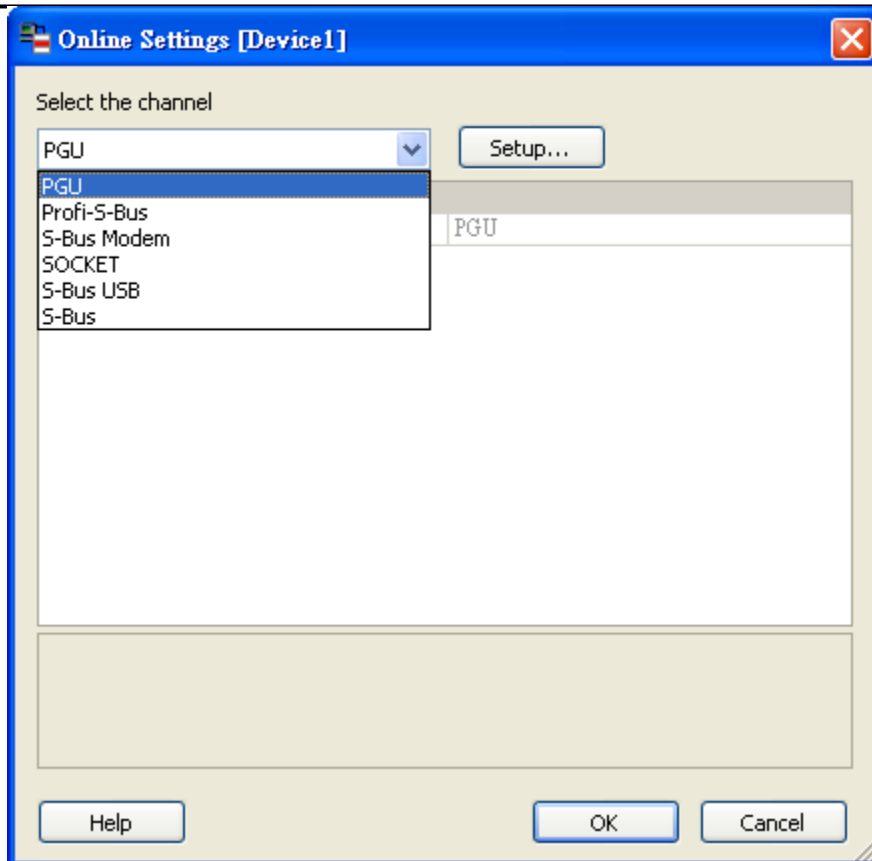 Online Settings [Device1]
Select the channel
PGU
Setup...
PGU
Profi-S-Bus
S-Bus Modem
SOCKET
S-Bus USB
S-Bus
PGU
Help
OK
Cancel